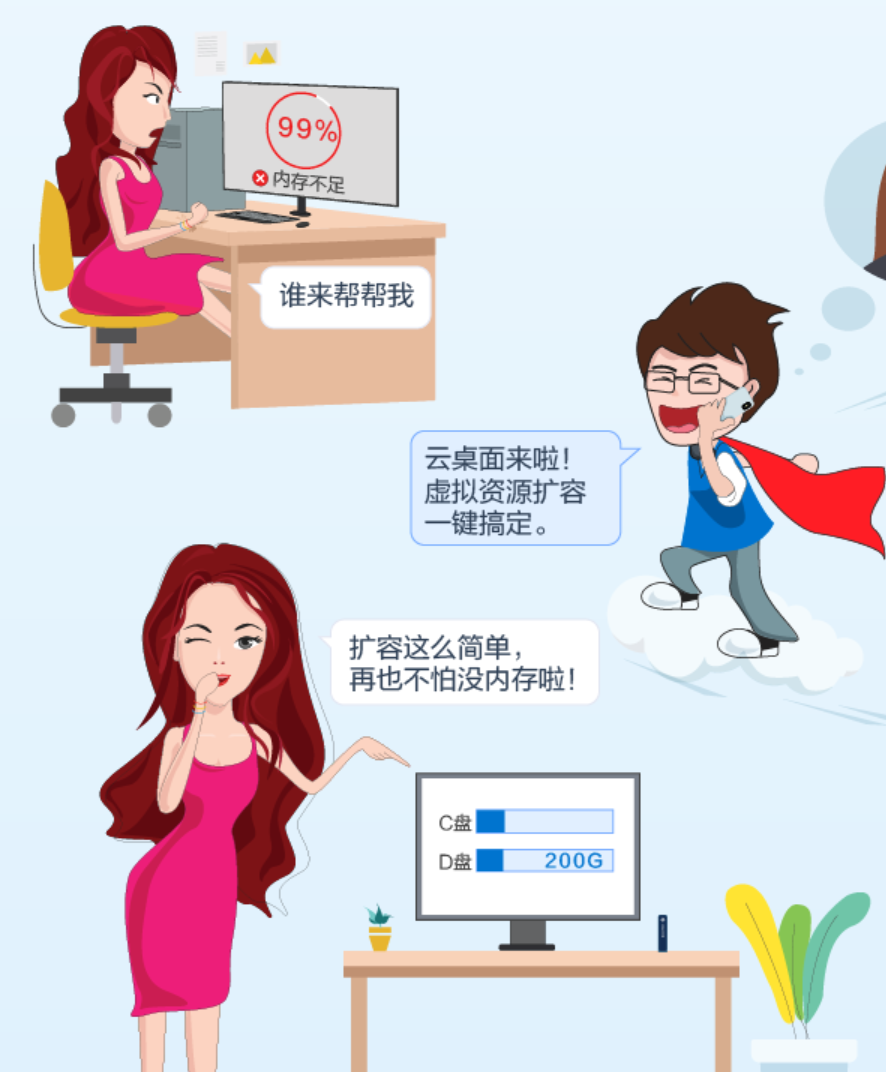 99%
内存不足
谁来帮帮我
云桌面来啦！
虚拟资源扩容
一键搞定。
扩容这么简单，
再也不怕没内存啦！
C盘
D盘 200G